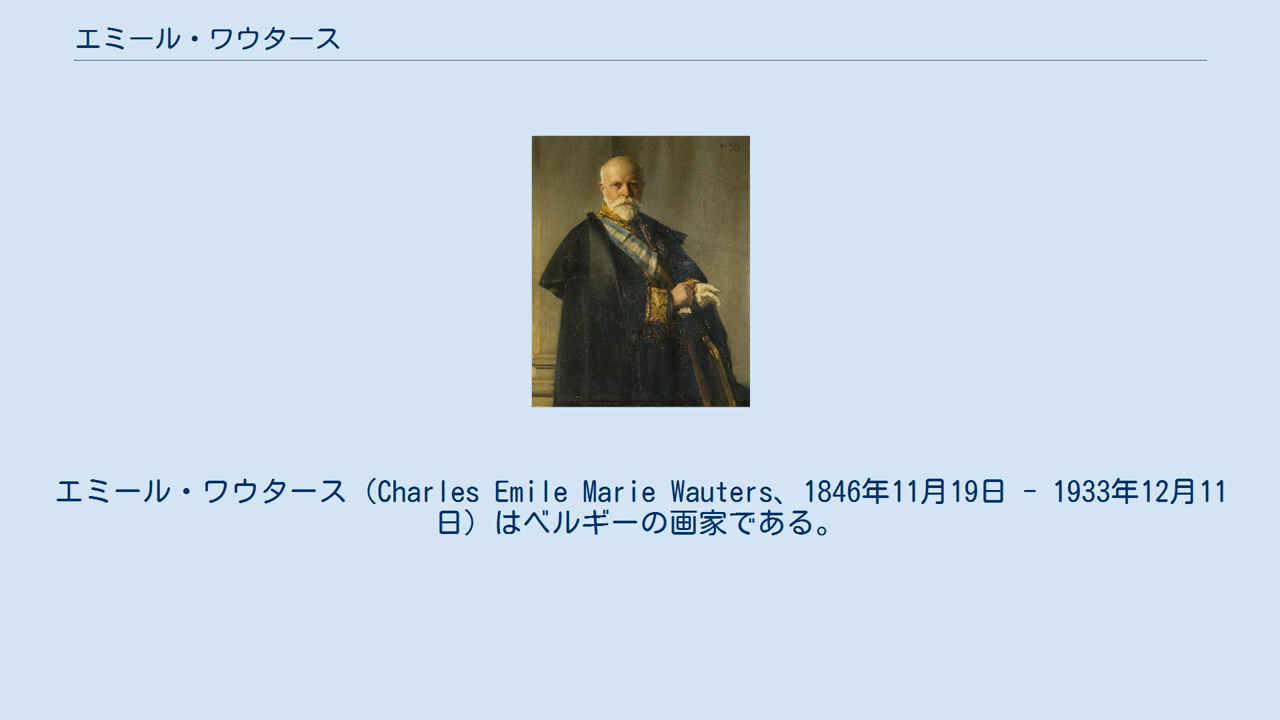 エミール・ワウタース
エミール・ワウタース（Charles Emile Marie Wauters、1846年11月19日 - 1933年12月11
日）はベルギーの画家である。